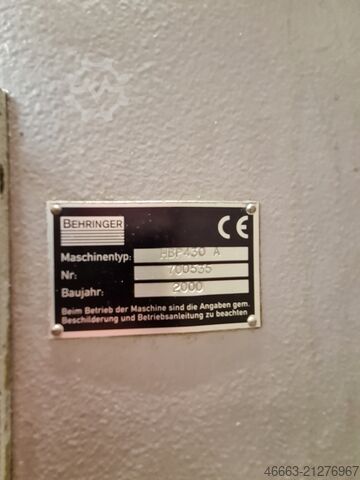 BEHRINGER
CE
Maschinentyp: HBP430 A
Nr: 700535
Baujahr: 2000
Beim Betrieb der Maschine sind die Angaben gem.
Beschilderung und Betriebsanleitung zu beachten
46663-21276967